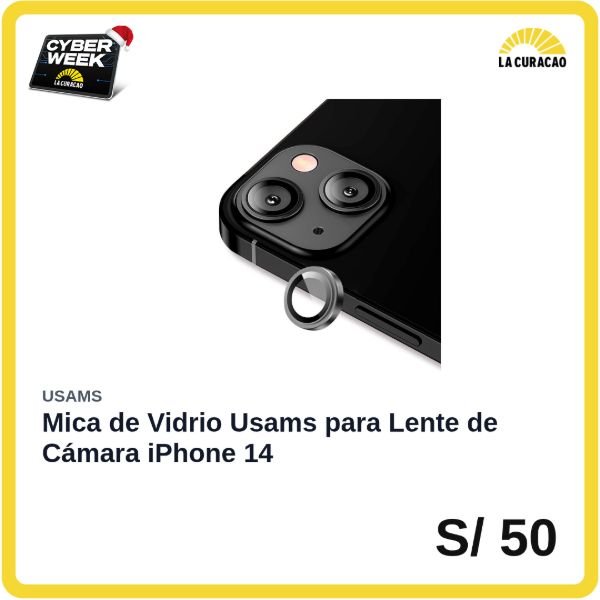 CYBER
WEEK
LA CURACAO
LA CURACAO
USAMS
Mica de Vidrio Usams para Lente de
Cámara iPhone 14
S/ 50